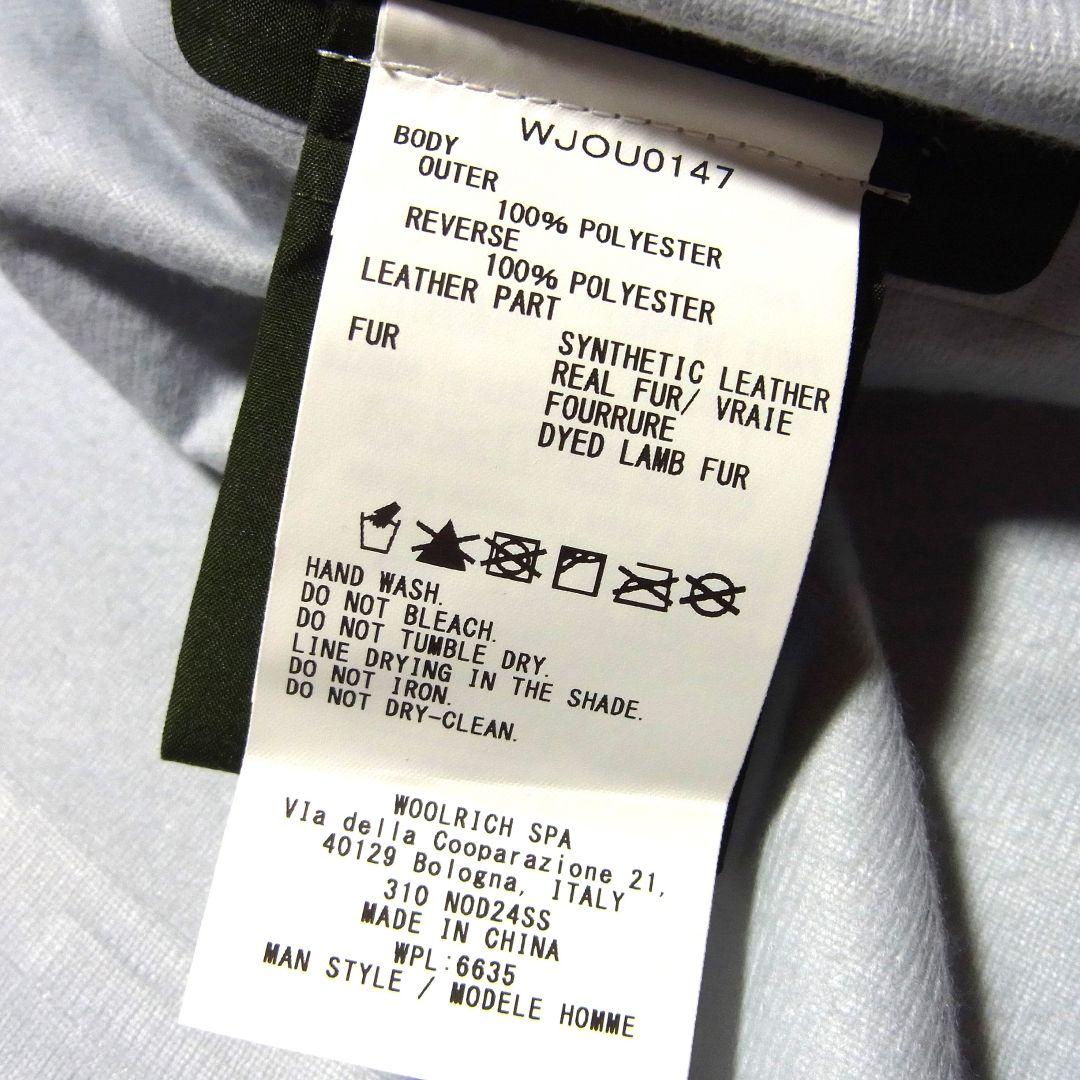 WJOU0147
BODY
OUTER
100% POLYESTER
REVERSE
100% POLYESTER
LEATHER PART
SYNTHETIC LEATHER
FUR
REAL FUR/ VRAIE
FOURRURE
DYED LAMB FUR
HAND WASH.
DO NOT BLEACH.
DO NOT TUMBLE DRY.
LINE DRYING IN THE SHADE.
DO NOT IRON.
DO NOT DRY-CLEAN.
WOOLRICH SPA
VIa della Cooparazione 21,
40129 Bologna, ITALY
310 NOD24SS
MADE IN CHINA
WPL:6635
MAN STYLE / MODELE HOMME